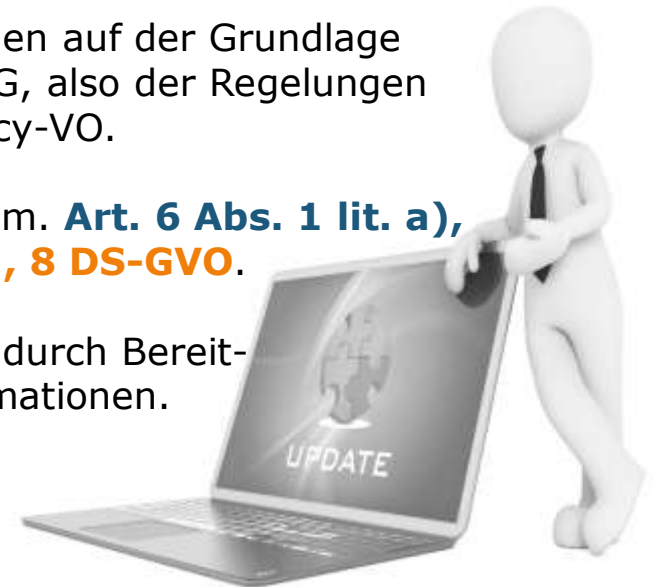 en auf der Grundlage
G, also der Regelungen
cy-VO.
m. Art. 6 Abs. 1 lit. a),
, 8 DS-GVO.
durch Bereit-
mationen.
UPDATE